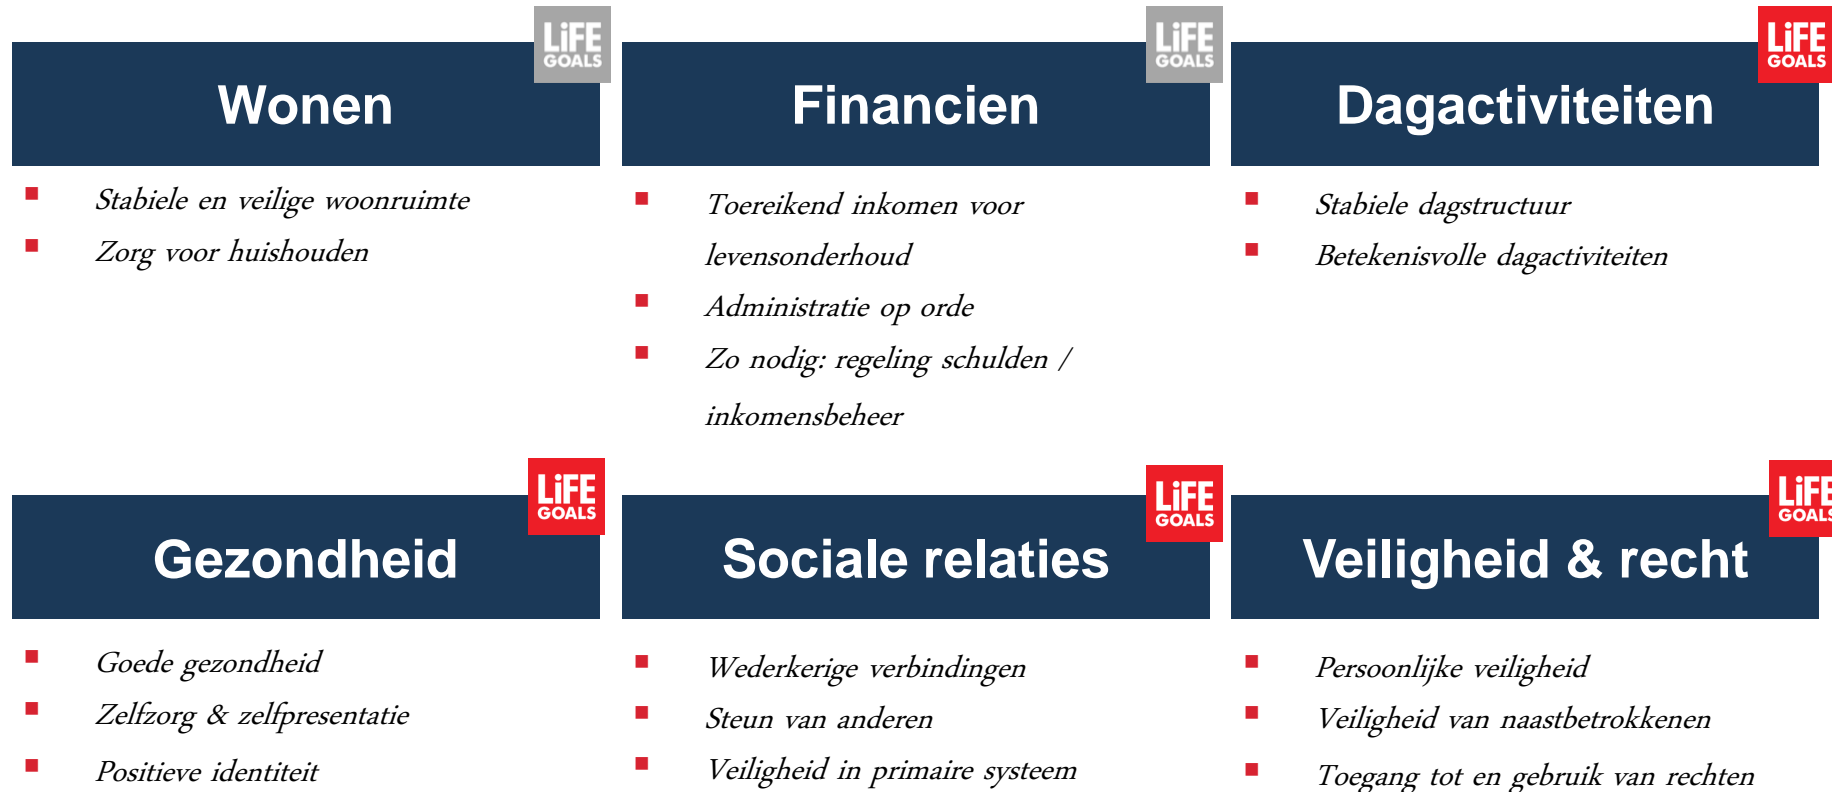 LiFE
GOALS
Wonen
Stabiele en veilige woonruimte
Zorg voor huishouden
LiFE
GOALS
Financien
Toereikend inkomen voor
levensonderhoud
Administratie op orde
Zo nodig: regeling schulden /
inkomensbeheer
LiFE
GOALS
Dagactiviteiten
Stabiele dagstructuur
Betekenisvolle dagactiviteiten
LiFE
GOALS
Gezondheid
Goede gezondheid
Zelfzorg & zelfpresentatie
Positieve identiteit
LiFE
GOALS
Sociale relaties
Wederkerige verbindingen
Steun van anderen
Veiligheid in primaire systeem
LiFE
GOALS
Veiligheid & recht
Persoonlijke veiligheid
Veiligheid van naastbetrokkenen
Toegang tot en gebruik van rechten